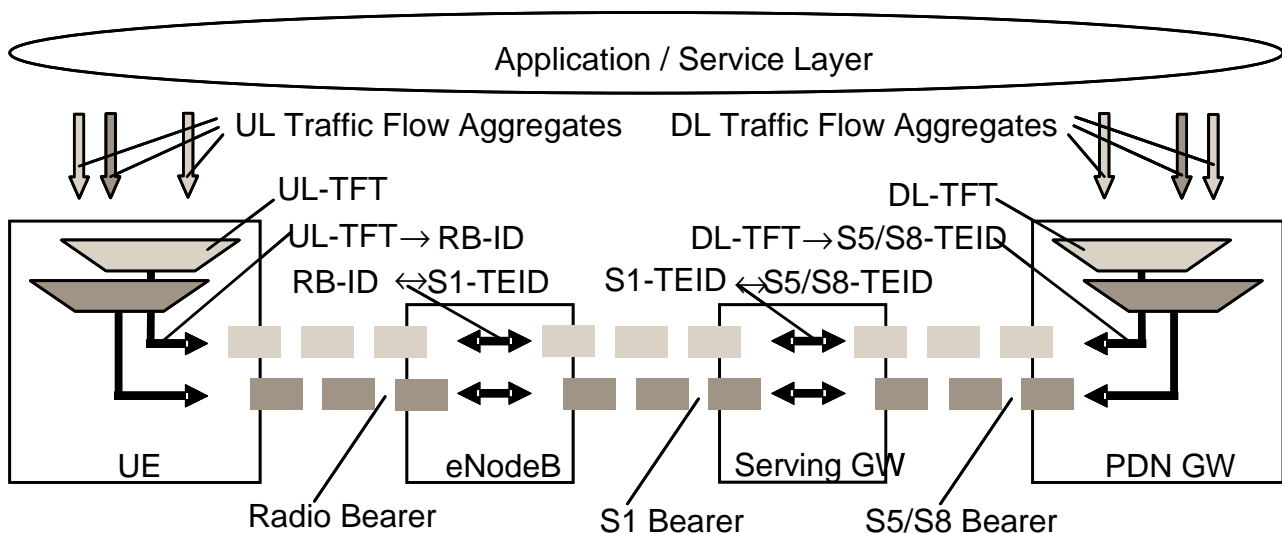 Application / Service Layer
UL Traffic Flow Aggregates
DL Traffic Flow Aggregates
UL-TFT
DL-TFT
UL-TFT → RB-ID
DL-TFT → S5/S8-TEID
RB-ID ↔ S1-TEID
S1-TEID ↔ S5/S8-TEID
UE
eNodeB
Serving GW
PDN GW
Radio Bearer
S1 Bearer
S5/S8 Bearer